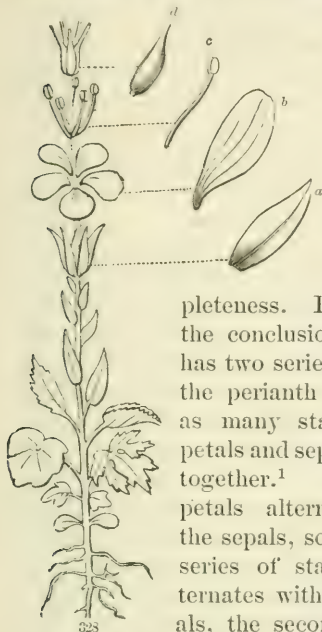 d
c
b
a
pleteness. I
the conclusio
has two serie
the perianth
as many sta
petals and sep
together.¹
petals altern
the sepals, so
series of sta
ternates with
als, the secon
328